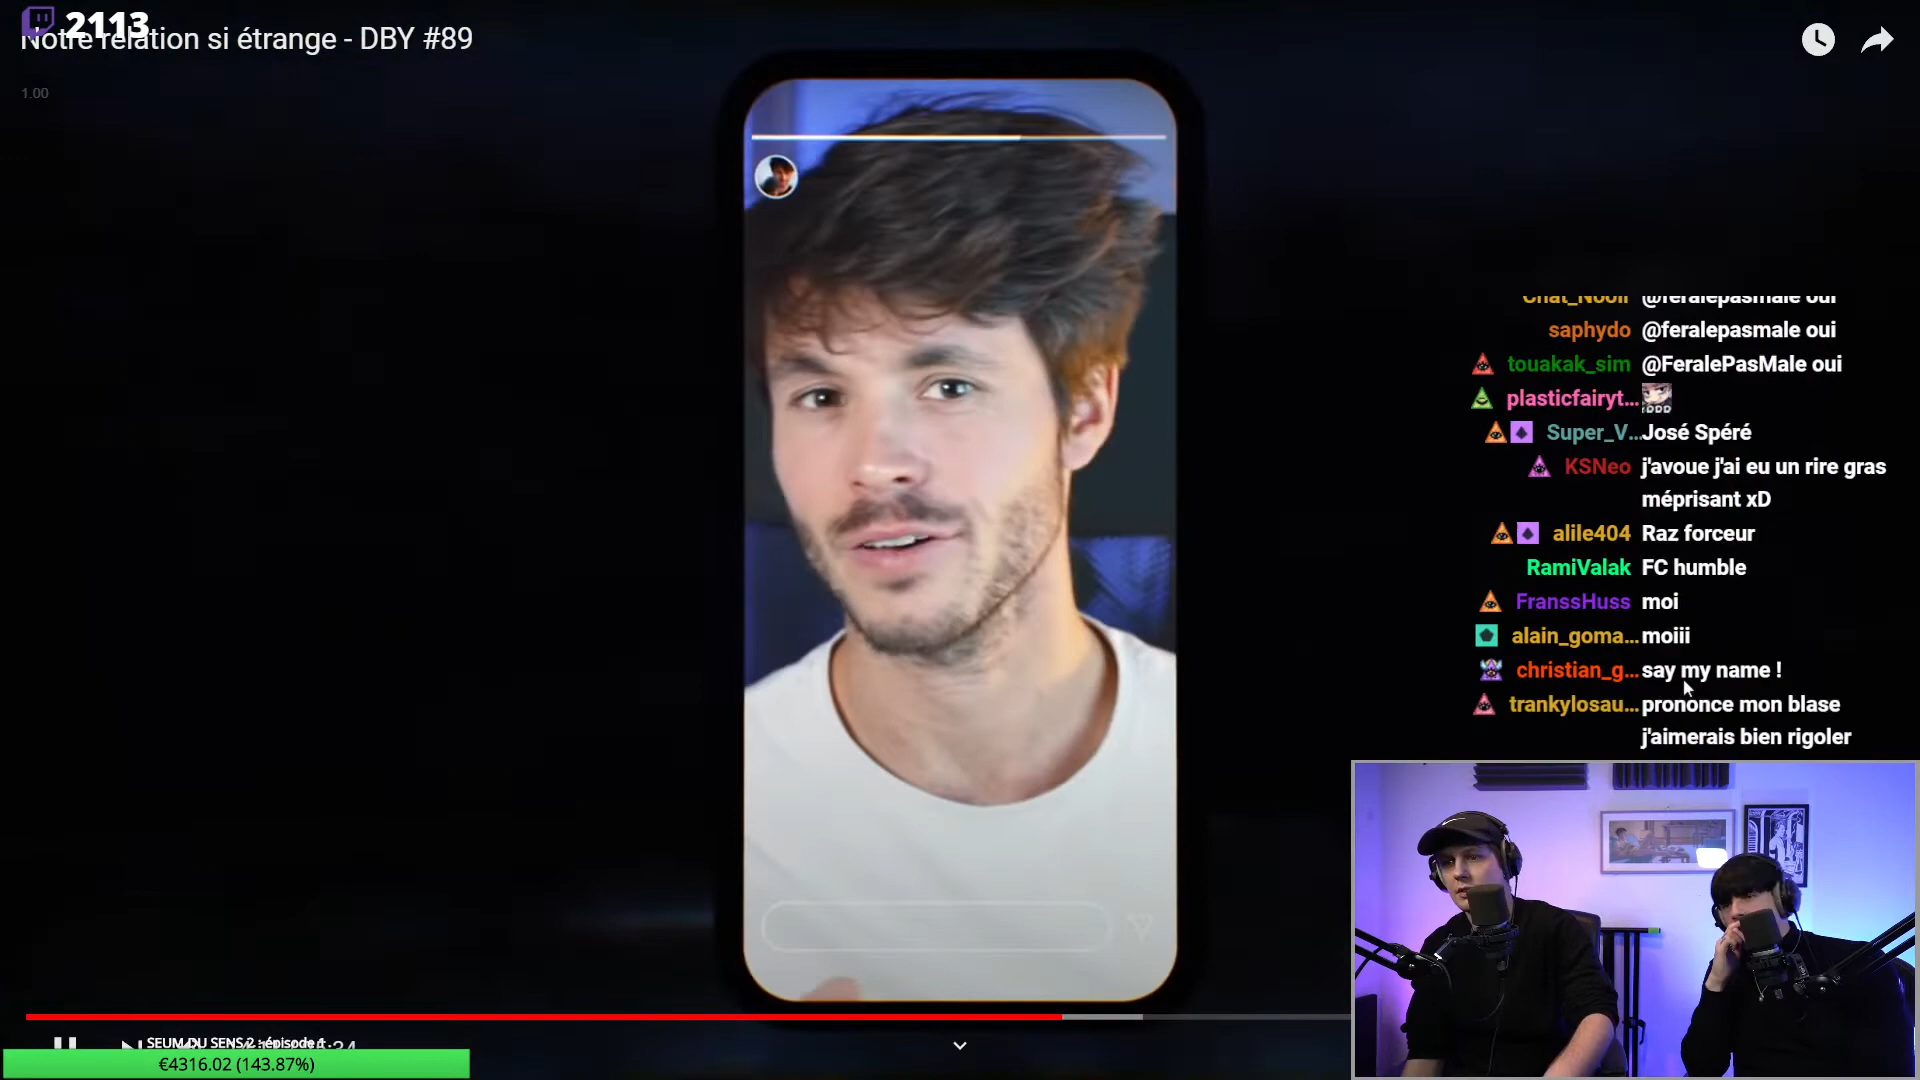 2113
Notre relation si étrange - DBY #89
1.00
@feralepasmale oui
saphydo @feralepasmale oui
touakak_sim @FeralePasMale oui
plasticfairyt...
Super_V... José Spéré
KSNeo j'avoue j'ai eu un rire gras
méprisant xD
alile404 Raz forceur
RamiValak FC humble
FranssHuss moi
alain_goma... moiii
christian_g... say my name !
trankylosau... prononce mon blase
j'aimerais bien rigoler
SEUM DU SENS 2 : épisode 1
€4316.02 (143.87%)